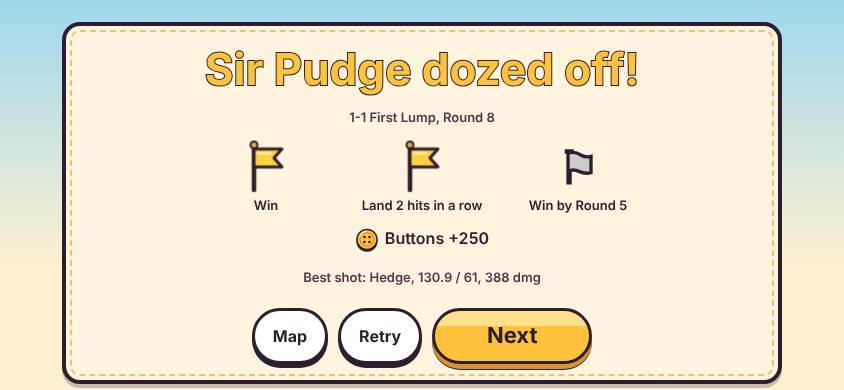 Sir Pudge dozed off!
1-1 First Lump, Round 8
Win
Land 2 hits in a row
Win by Round 5
Buttons +250
Best shot: Hedge, 130.9 / 61, 388 dmg
Map
Retry
Next